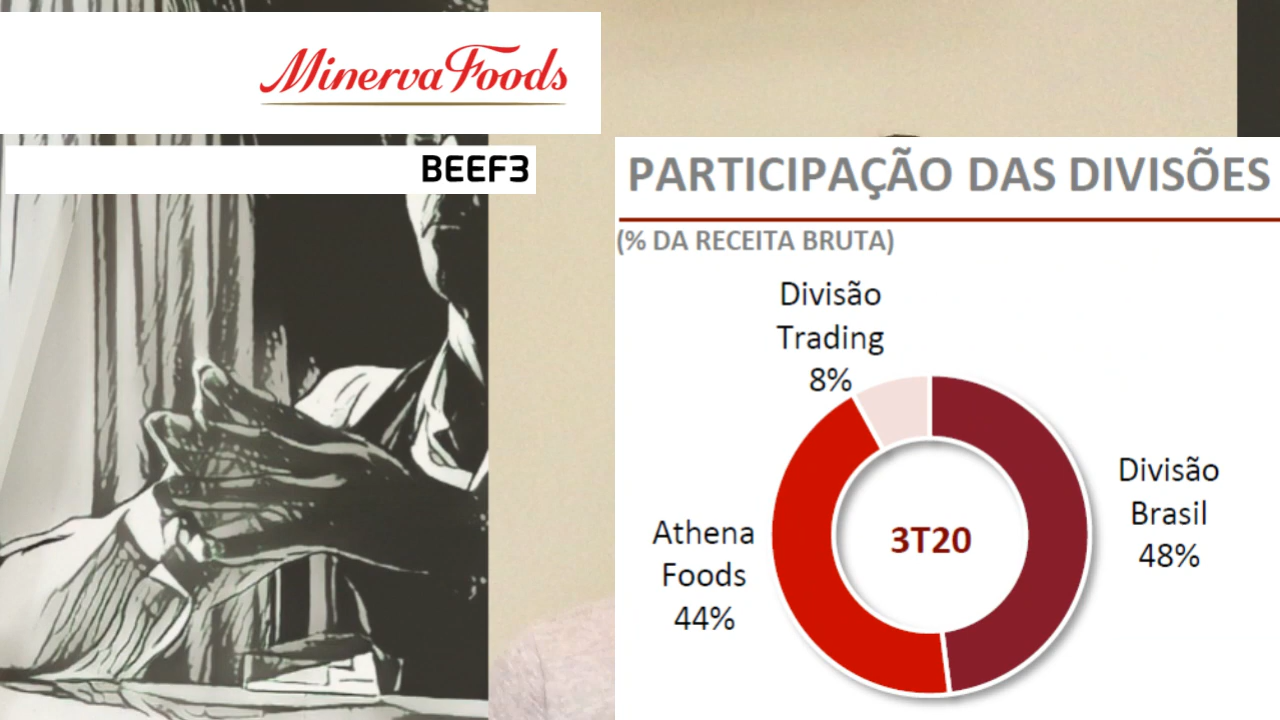 Minerva Foods
BEEF3
PARTICIPAÇÃO DAS DIVISÕES
(% DA RECEITA BRUTA)
Divisão
Trading
8%
Divisão
Brasil
48%
Athena
Foods
44%
3T20